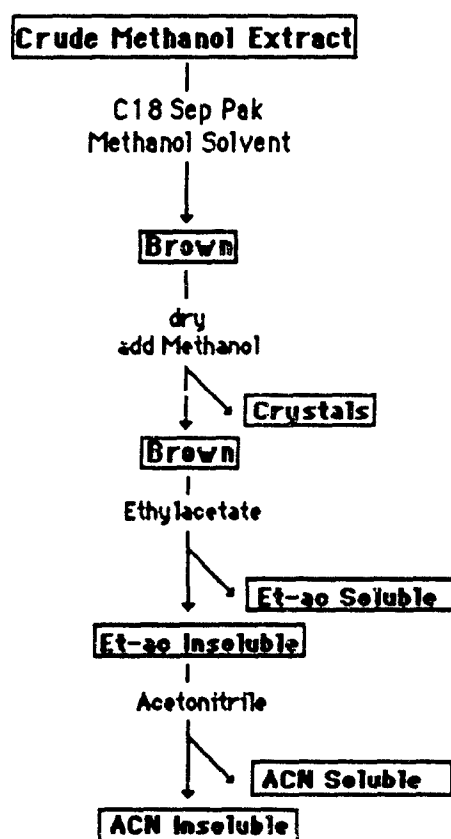 Crude Methanol Extract
C18 Sep Pak
Methanol Solvent
Brown
dry
add Methanol
Crystals
Brown
Ethylacetate
Et-ac Soluble
Et-ac Insoluble
Acetonitrile
ACN Soluble
ACN Insoluble